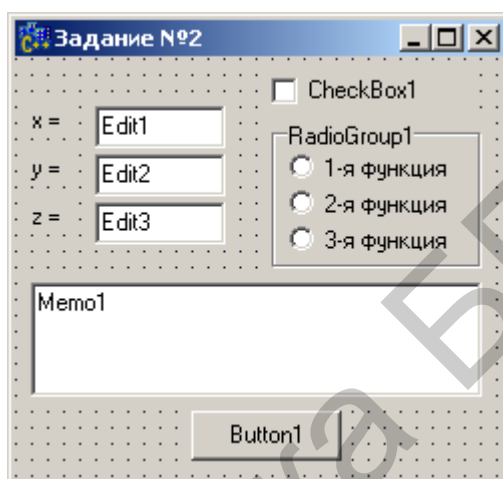 Задание №2
CheckBox1
x =
Edit1
RadioGroup1
y =
Edit2
1-я функция
2-я функция
z =
Edit3
3-я функция
Memo1
Button1